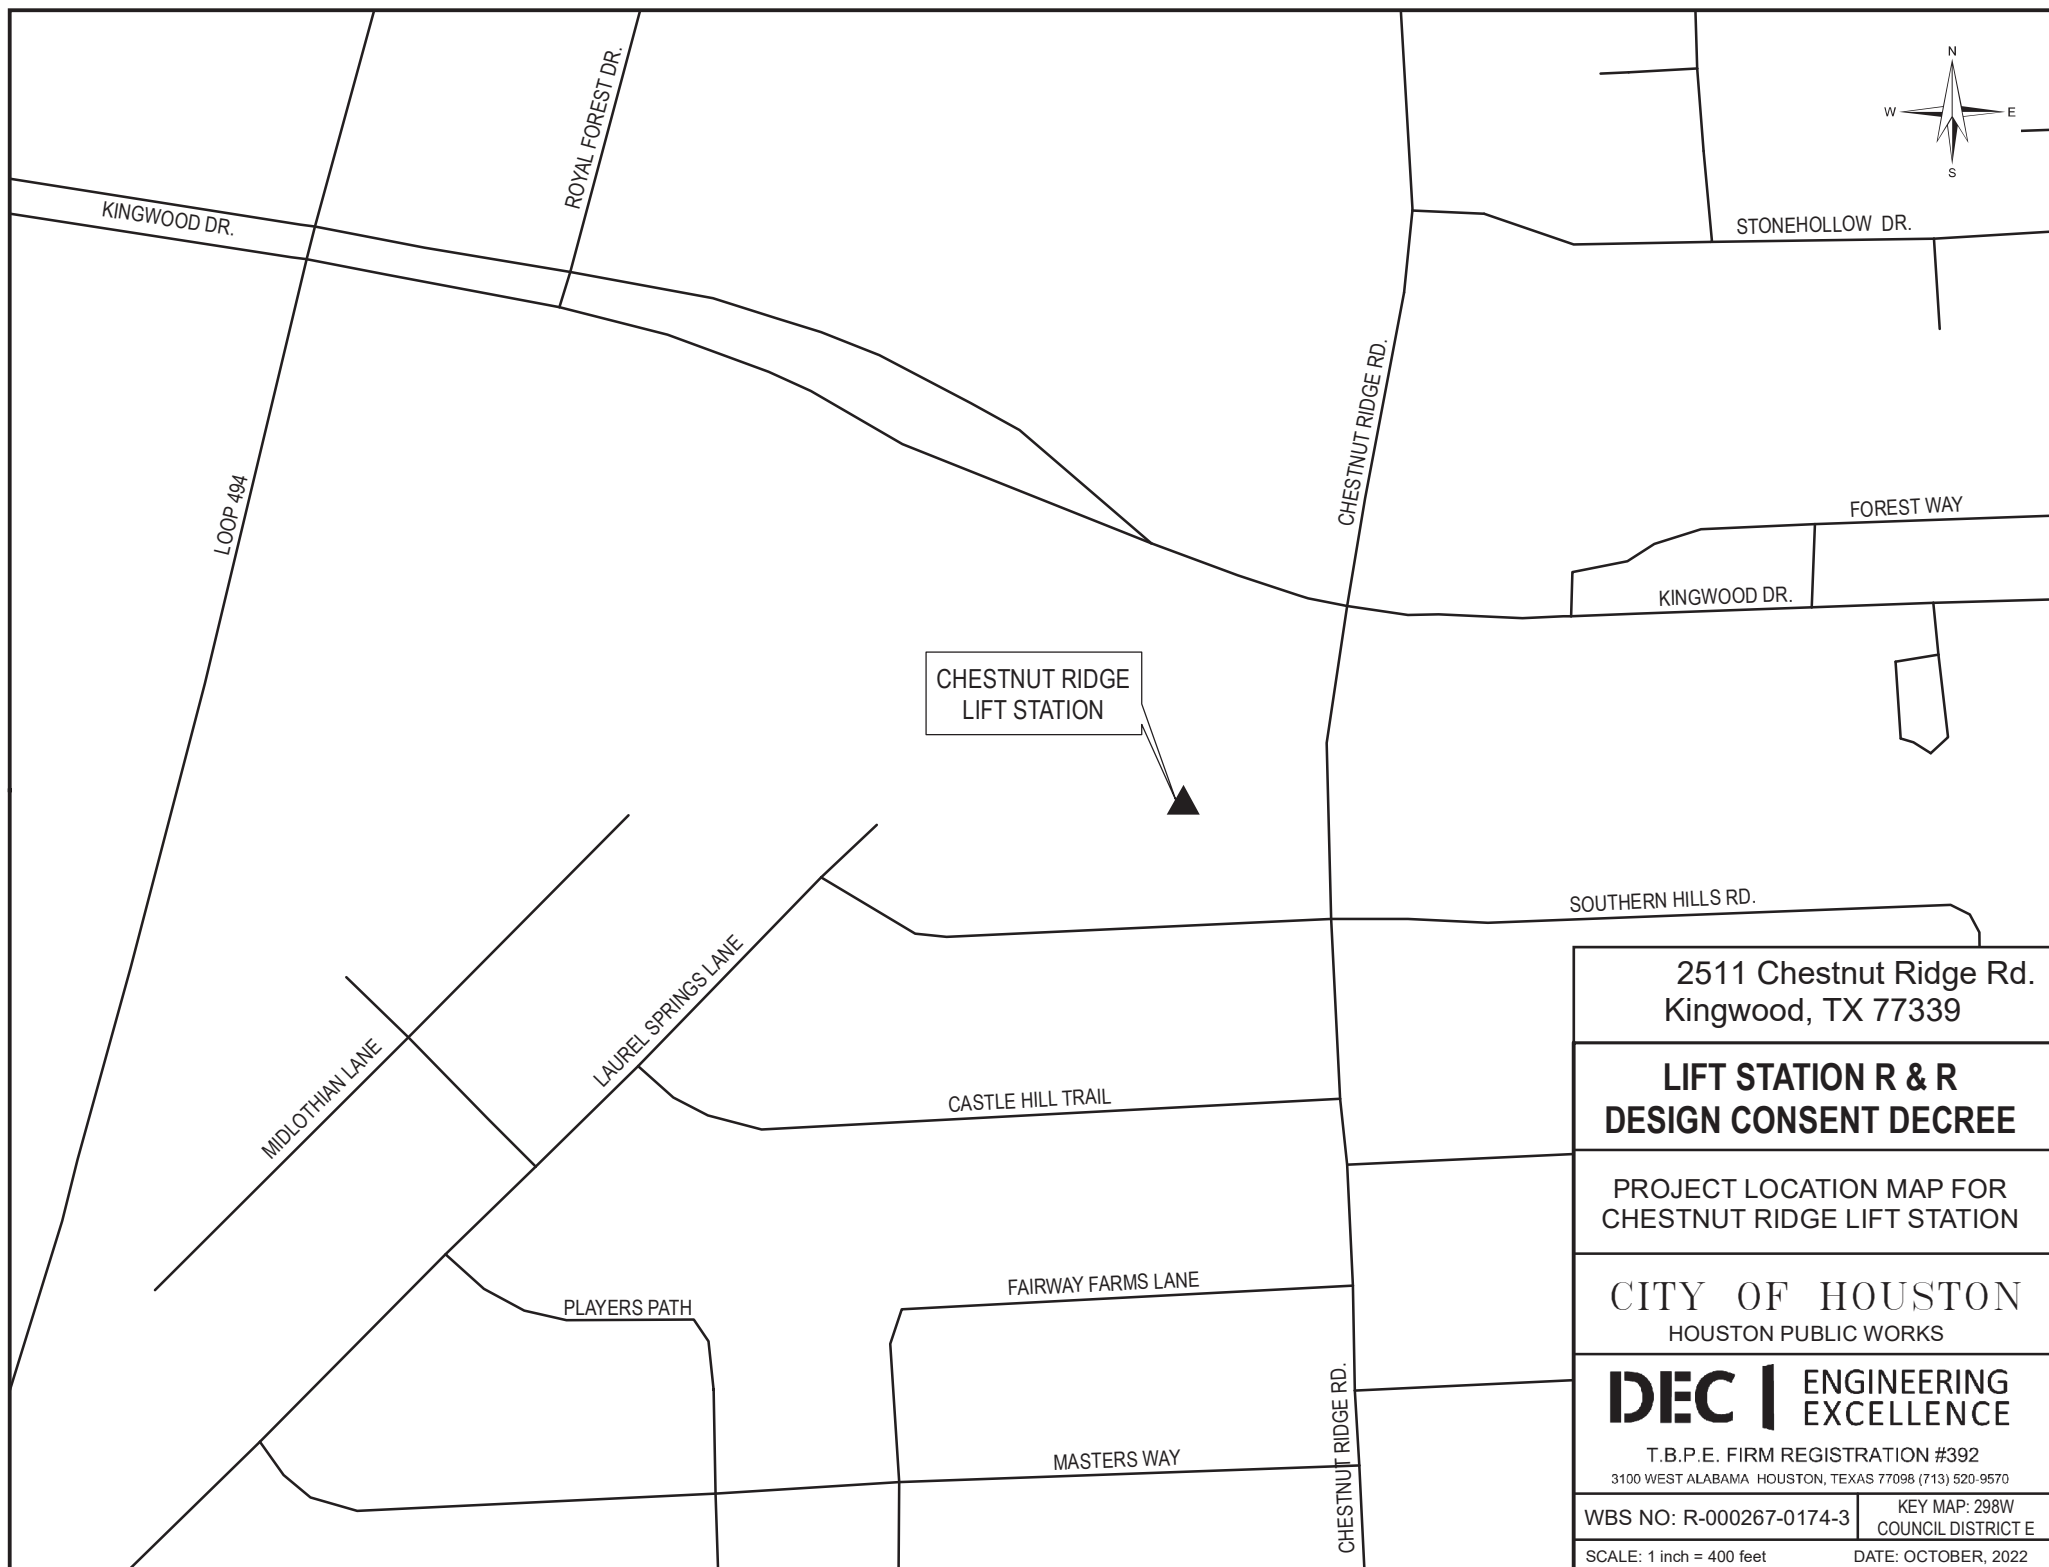 N
W
E
S
ROYAL FOREST DR.
KINGWOOD DR.
STONEHOLLOW DR.
CHESTNUT RIDGE RD.
LOOP 494
FOREST WAY
KINGWOOD DR.
CHESTNUT RIDGE
LIFT STATION
SOUTHERN HILLS RD.
LAUREL SPRINGS LANE
MIDLOTHIAN LANE
CASTLE HILL TRAIL
FAIRWAY FARMS LANE
PLAYERS PATH
MASTERS WAY
CHESTNUT RIDGE RD.
2511 Chestnut Ridge Rd.
Kingwood, TX 77339
LIFT STATION R & R
DESIGN CONSENT DECREE
PROJECT LOCATION MAP FOR
CHESTNUT RIDGE LIFT STATION
CITY OF HOUSTON
HOUSTON PUBLIC WORKS
DEC
ENGINEERING
EXCELLENCE
T.B.P.E. FIRM REGISTRATION #392
3100 WEST ALABAMA HOUSTON, TEXAS 77098 (713) 520-9570
WBS NO: R-000267-0174-3
KEY MAP: 298W
COUNCIL DISTRICT E
SCALE: 1 inch = 400 feet
DATE: OCTOBER, 2022